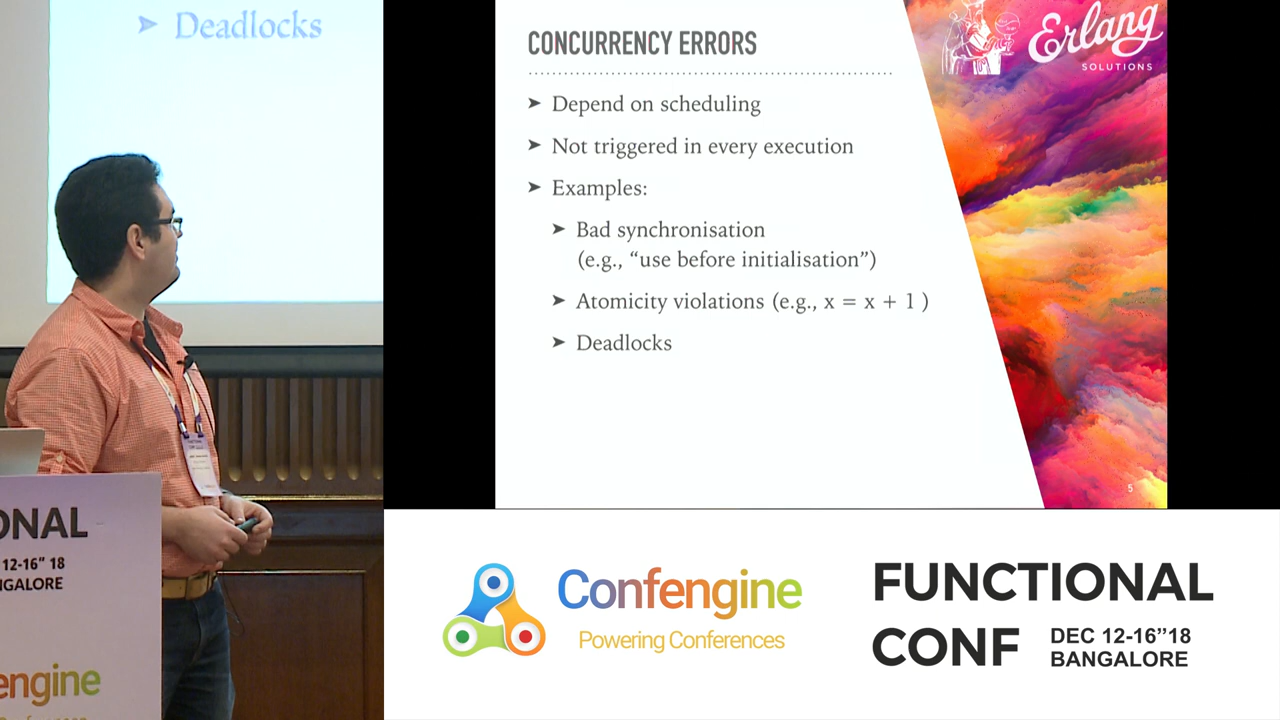 ➤ Deadlocks
ONAL
12-16" 18
NGALORE
engine
CONCURRENCY ERRORS
➤ Depend on scheduling
➤ Not triggered in every execution
➤ Examples:
➤ Bad synchronisation
(e.g., “use before initialisation”)
➤ Atomicity violations (e.g., x = x + 1 )
➤ Deadlocks
Erlang
SOLUTIONS
5
Confengine
Powering Conferences
FUNCTIONAL
CONF
DEC 12-16”18
BANGALORE